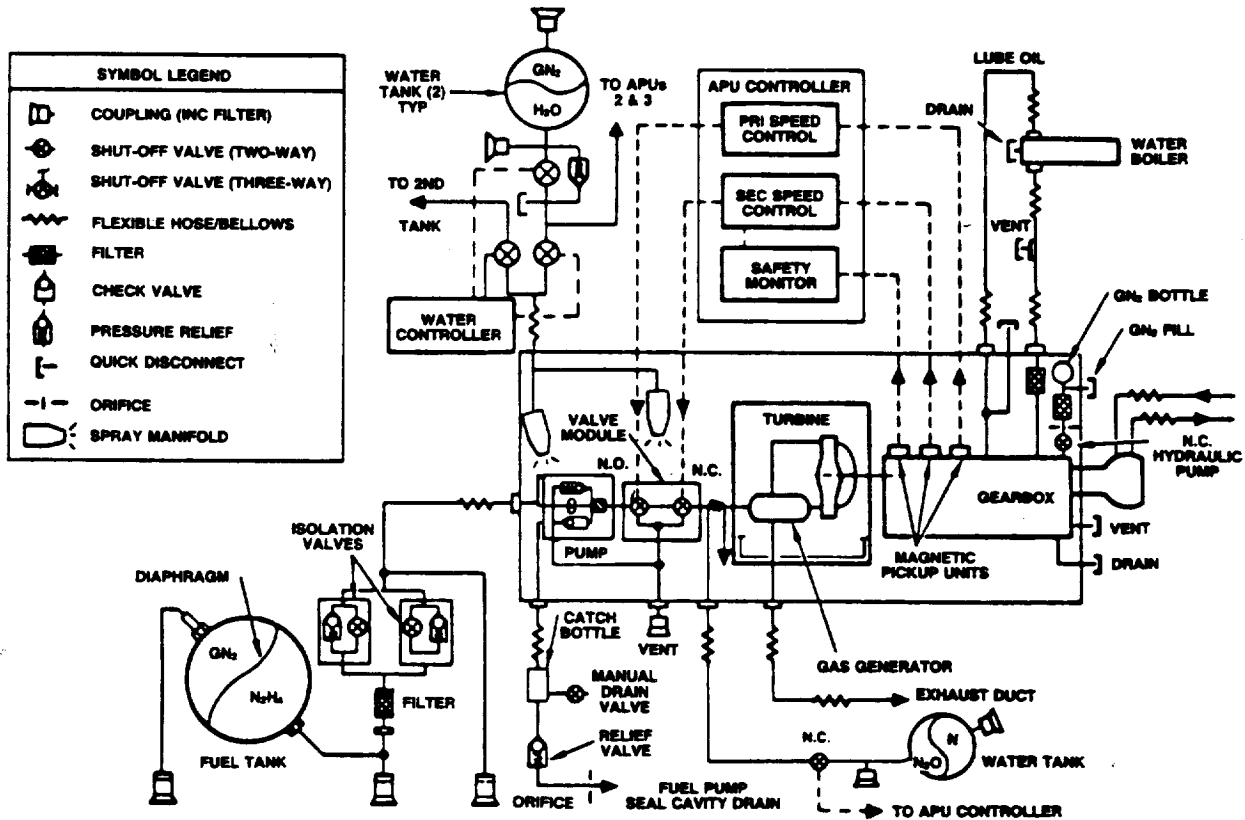 SYMBOL LEGEND
COUPLING (INC FILTER)
SHUT-OFF VALVE (TWO-WAY)
SHUT-OFF VALVE (THREE-WAY)
FLEXIBLE HOSE/BELLOWS
FILTER
CHECK VALVE
PRESSURE RELIEF
QUICK DISCONNECT
ORIFICE
SPRAY MANIFOLD
WATER
TANK (2)
TYP
GN₂
H₂O
TO APUs
2 & 3
TO 2ND
TANK
WATER
CONTROLLER
APU CONTROLLER
PRI SPEED
CONTROL
SEC SPEED
CONTROL
SAFETY
MONITOR
LUBE OIL
DRAIN
WATER
BOILER
VENT
GN₂ BOTTLE
GN₂ FILL
N.C.
HYDRAULIC
PUMP
VALVE
MODULE
N.O.
N.C.
TURBINE
GEARBOX
PUMP
MAGNETIC
PICKUP UNITS
VENT
DRAIN
ISOLATION
VALVES
DIAPHRAGM
GN₂
N₂H₄
FUEL TANK
FILTER
CATCH
BOTTLE
VENT
MANUAL
DRAIN
VALVE
RELIEF
VALVE
ORIFICE
FUEL PUMP
SEAL CAVITY DRAIN
GAS GENERATOR
EXHAUST DUCT
N.C.
N
N₂O
WATER TANK
TO APU CONTROLLER